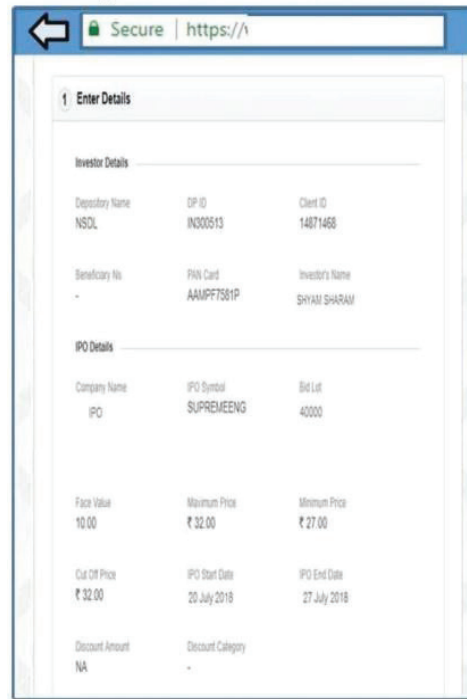 Secure | https://
1 Enter Details
Investor Details
Depository Name DP ID Client ID
NSDL IN300513 14871468
Beneficiary No. PAN Card Investor's Name
- AAMPF7581P SHYAM SHARAM
IPO Details
Company Name IPO Symbol Bid Lot
IPO SUPREMEENG 40000
Face Value Maximum Price Minimum Price
10.00 ₹ 32.00 ₹ 27.00
Cut Off Price IPO Start Date IPO End Date
₹ 32.00 20 July 2018 27 July 2018
Discount Amount Discount Category
NA -